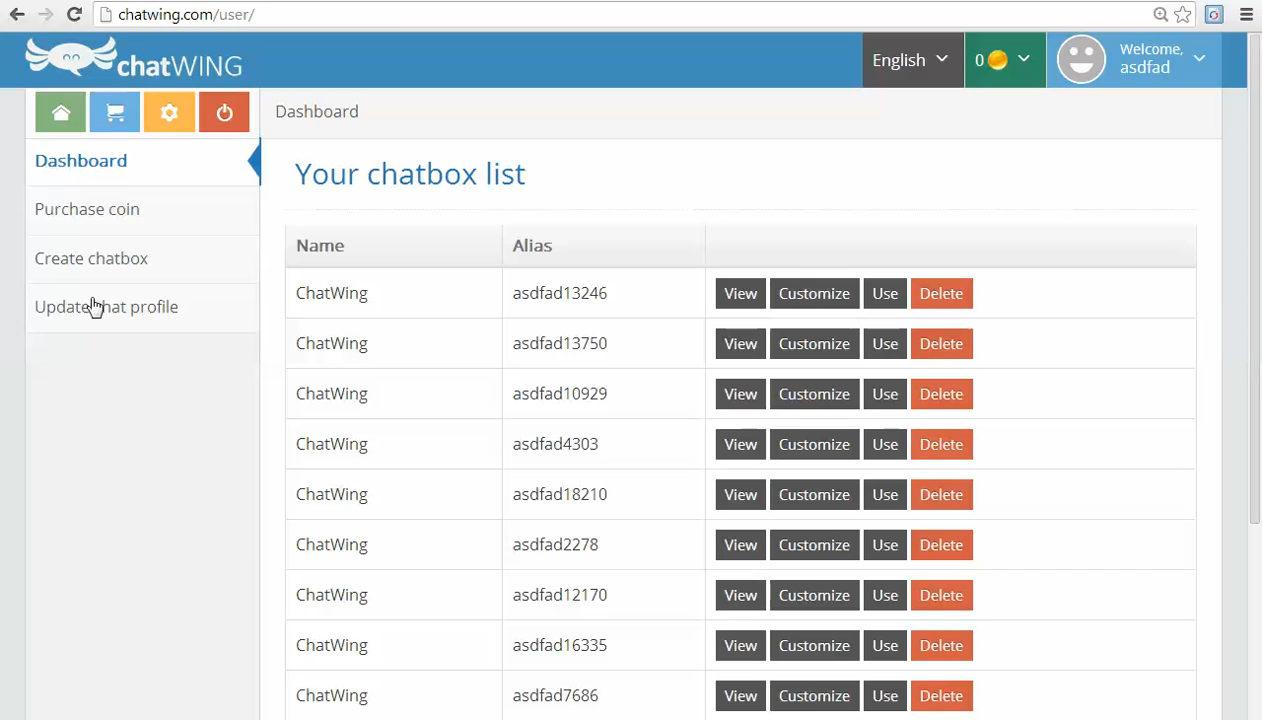 chatwing.com/user/
chatWING
English
0
Welcome,
asdfad
Dashboard
Dashboard
Purchase coin
Create chatbox
Update chat profile
Your chatbox list
Name Alias
ChatWing asdfad13246 View Customize Use Delete
ChatWing asdfad13750 View Customize Use Delete
ChatWing asdfad10929 View Customize Use Delete
ChatWing asdfad4303 View Customize Use Delete
ChatWing asdfad18210 View Customize Use Delete
ChatWing asdfad2278 View Customize Use Delete
ChatWing asdfad12170 View Customize Use Delete
ChatWing asdfad16335 View Customize Use Delete
ChatWing asdfad7686 View Customize Use Delete